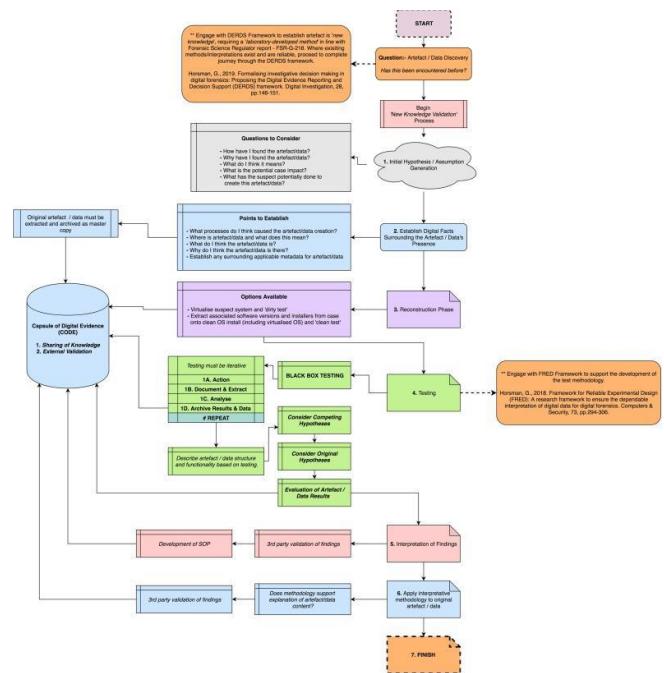 START
** Engage with DERDS Framework to establish artefact is 'new
knowledge', requiring a 'laboratory-developed method' in line with
Forensic Science Regulator report - FSR-G-218. Where exisiting
methods/interpretations exist and are reliable, proceed to complete
journey through the DERDS framework.
Horsman, G., 2019. Formalising investigative decision making in
digital forensics: Proposing the Digital Evidence Reporting and
Decision Support (DERDS) framework. Digital Investigation, 28,
pp.146-151.
Question:- Artefact / Data Discovery
Has this been encountered before?
Begin
'New Knowledge Validation'
Process
Questions to Consider
- How have I found the artefact/data?
- Why have I found the artefact/data?
- What do I think it means?
- What is the potential case impact?
- What has the suspect potentially done to
create this artefact/data?
1. Initial Hypothesis / Assumption
Generation
Original artefact / data must be
extracted and archived as master
copy
Points to Establish
- What processes do I think caused the artefact/data creation?
- Where is artefact/data and what does this mean?
- What do I think the artefact/data is?
- Why do I think the artefact/data is there?
- Establish any surrounding applicable metadata for artefact/data
2. Establish Digital Facts
Surrounding the Artefact / Data's
Presence
Options Available
- Virtualise suspect system and 'dirty test'
- Extract associated software versions and installers from case
onto clean OS install (including virtualised OS) and 'clean test'
3. Reconstruction Phase
Capsule of Digital Evidence
(CODE)
1. Sharing of Knowledge
2. External Validation
Testing must be iterative
1A. Action
1B. Document & Extract
1C. Analyse
1D. Archive Results & Data
# REPEAT
BLACK BOX TESTING
4. Testing
** Engage with FRED Framework to support the development of
the test methodology.
Horsman, G., 2018. Framework for Reliable Experimental Design
(FRED): A research framework to ensure the dependable
interpretation of digital data for digital forensics. Computers &
Security, 73, pp.294-306.
Consider Competing
Hypotheses
Describe artefact / data structure
and functionality based on testing.
Consider Original
Hypotheses
Evaluation of Artefact /
Data Results
Development of SOP
3rd party validation of findings
5. Interpretation of Findings
3rd party validation of findings
Does methodology support
explanation of artefact/data
content?
6. Apply interpretative
methodology to original
artefact / data
7. FINISH